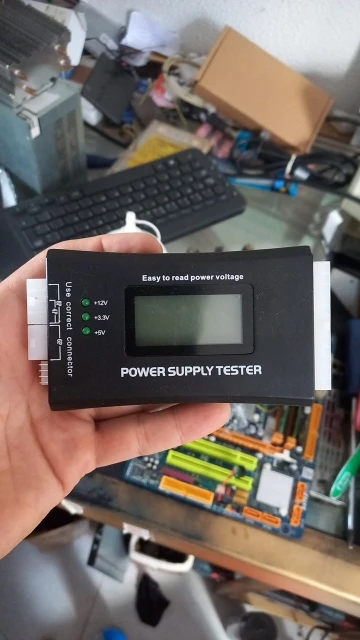 Easy to read power voltage
Use correct connector
+12V
+3.3V
+5V
POWER SUPPLY TESTER